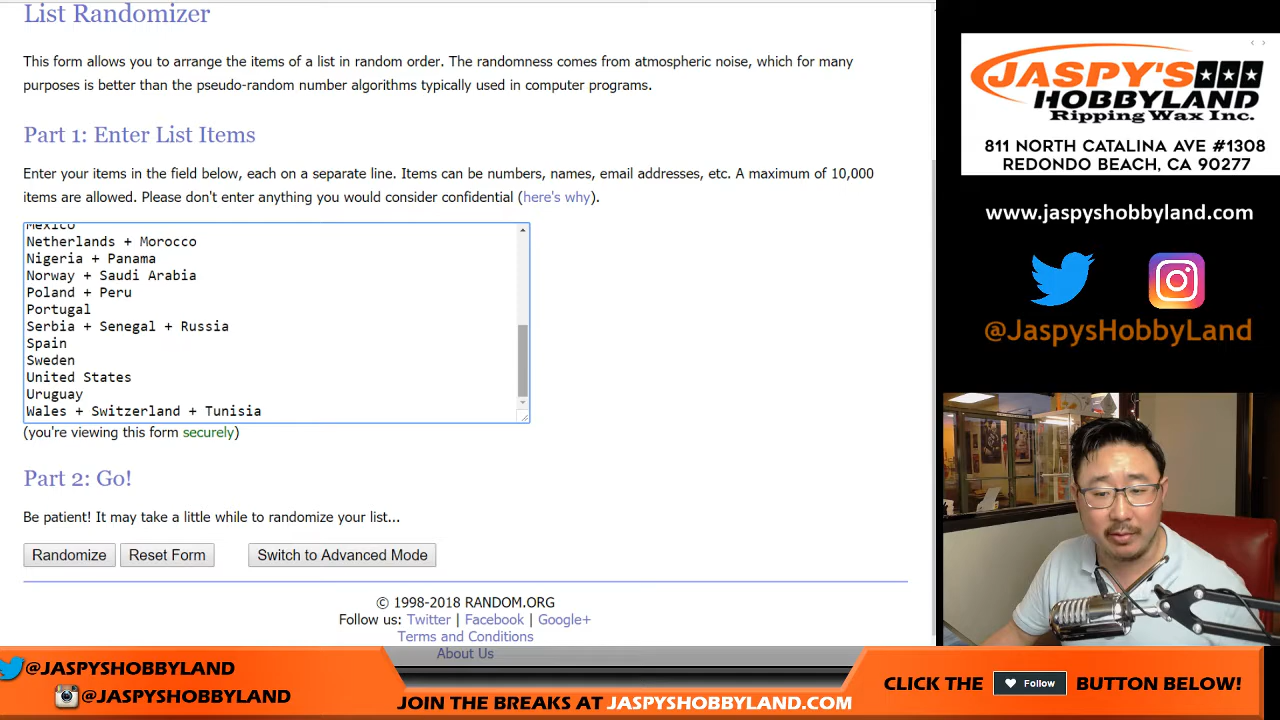 List Randomizer
This form allows you to arrange the items of a list in random order. The randomness comes from atmospheric noise, which for many
purposes is better than the pseudo-random number algorithms typically used in computer programs.
Part 1: Enter List Items
Enter your items in the field below, each on a separate line. Items can be numbers, names, email addresses, etc. A maximum of 10,000
items are allowed. Please don't enter anything you would consider confidential (here's why).
Mexico
Netherlands + Morocco
Nigeria + Panama
Norway + Saudi Arabia
Poland + Peru
Portugal
Serbia + Senegal + Russia
Spain
Sweden
United States
Uruguay
Wales + Switzerland + Tunisia
(you're viewing this form securely)
Part 2: Go!
Be patient! It may take a little while to randomize your list...
Randomize Reset Form Switch to Advanced Mode
© 1998-2018 RANDOM.ORG
Follow us: Twitter | Facebook | Google+
Terms and Conditions
About Us
JASPY'S
HOBBYLAND
Ripping Wax Inc.
811 NORTH CATALINA AVE #1308
REDONDO BEACH, CA 90277
www.jaspyshobbyland.com
@JaspysHobbyLand
@JASPYSHOBBYLAND
@JASPYSHOBBYLAND
JOIN THE BREAKS AT JASPYSHOBBYLAND.COM
CLICK THE Follow BUTTON BELOW!